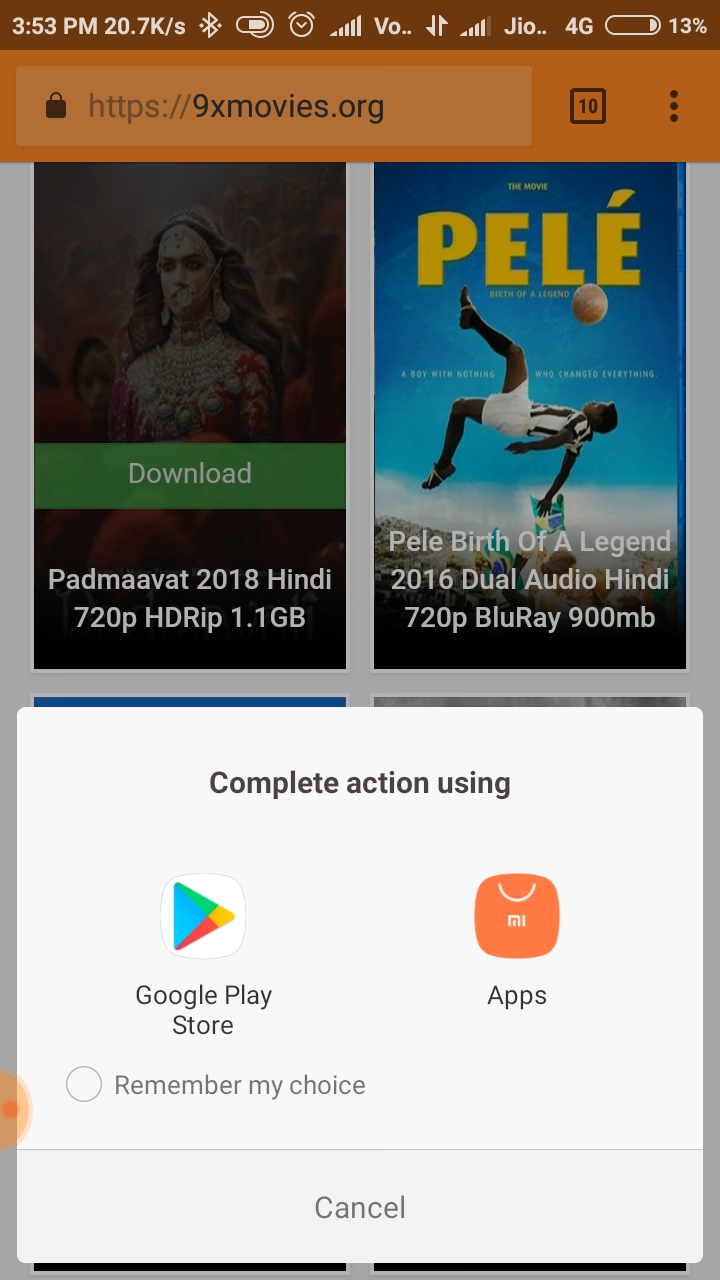 3:53 PM 20.7K/s Vo.. Jio.. 4G 13%
https://9xmovies.org 10
THE MOVIE
PELÉ
BIRTH OF A LEGEND
A BOY WITH NOTHING WHO CHANGED EVERYTHING.
Download
Padmaavat 2018 Hindi
720p HDRip 1.1GB
Pele Birth Of A Legend
2016 Dual Audio Hindi
720p BluRay 900mb
Complete action using
mi
Google Play
Store
Apps
Remember my choice
Cancel